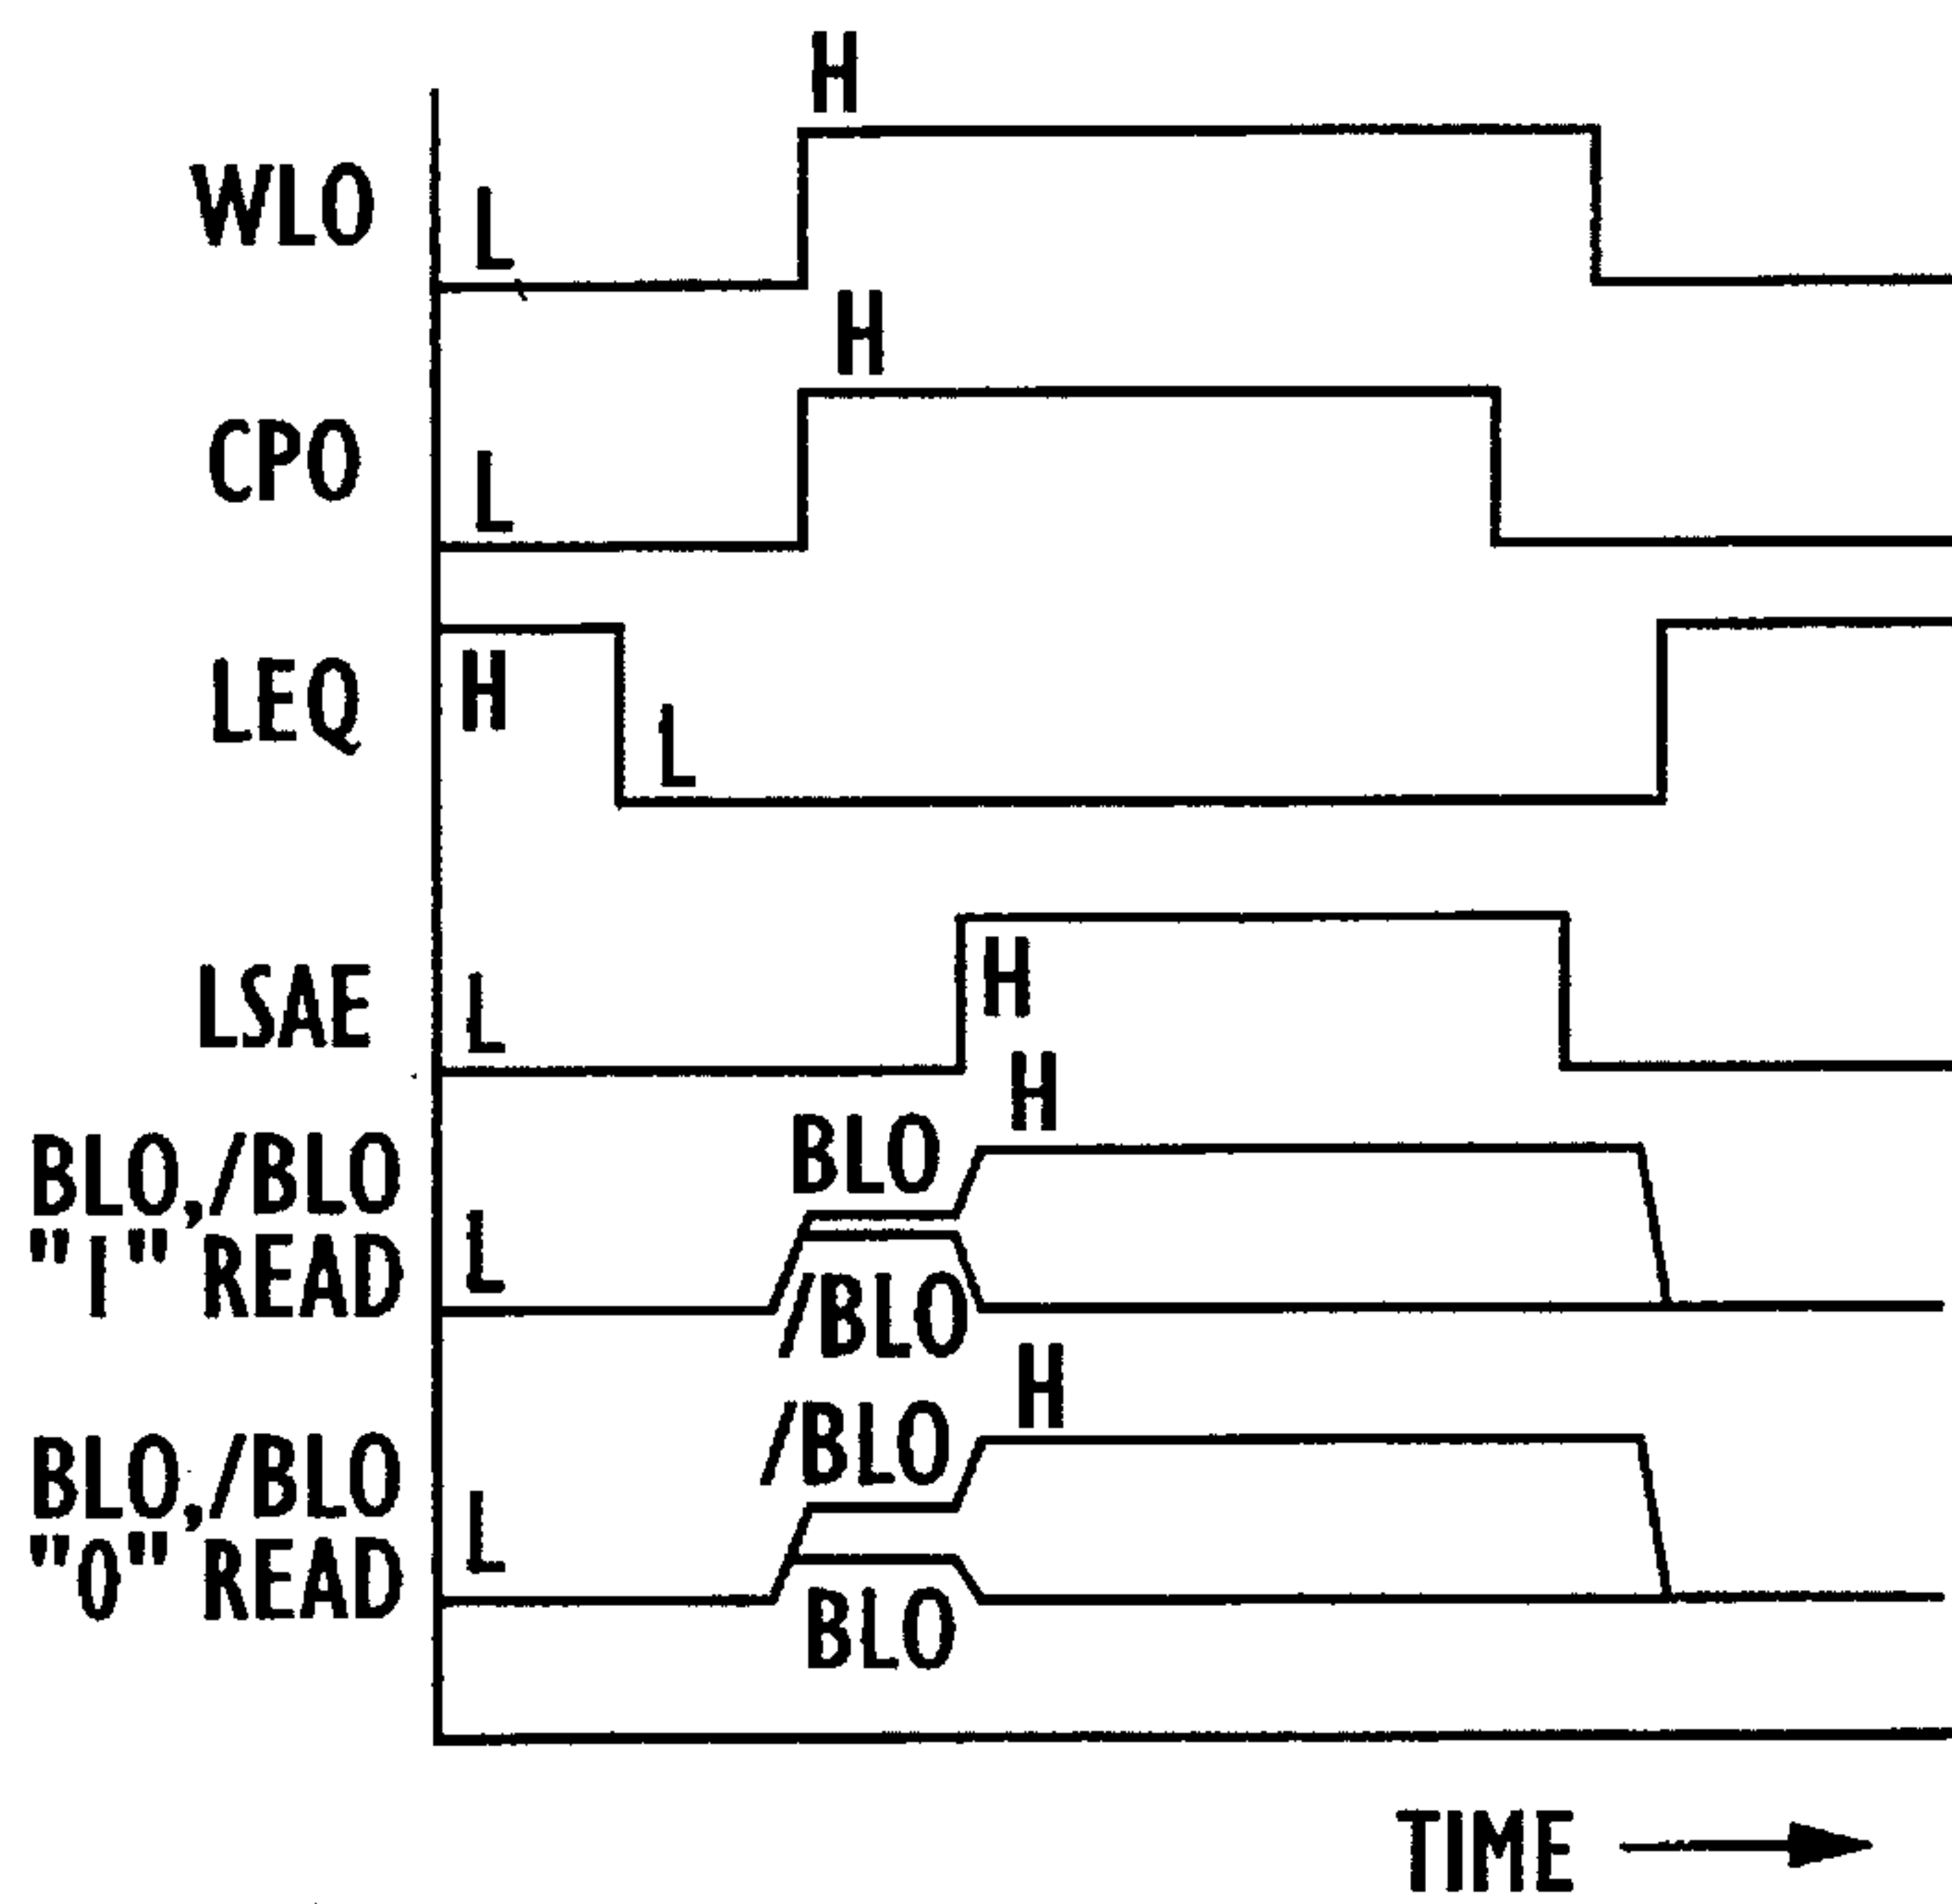 H
WLO
L
H
CPO
L
LEQ
H
L
LSAE
L
H
H
BLO,/BLO
"1" READ
L
BLO
/BLO
H
/BLO
BLO,/BLO
"0" READ
L
BLO
TIME